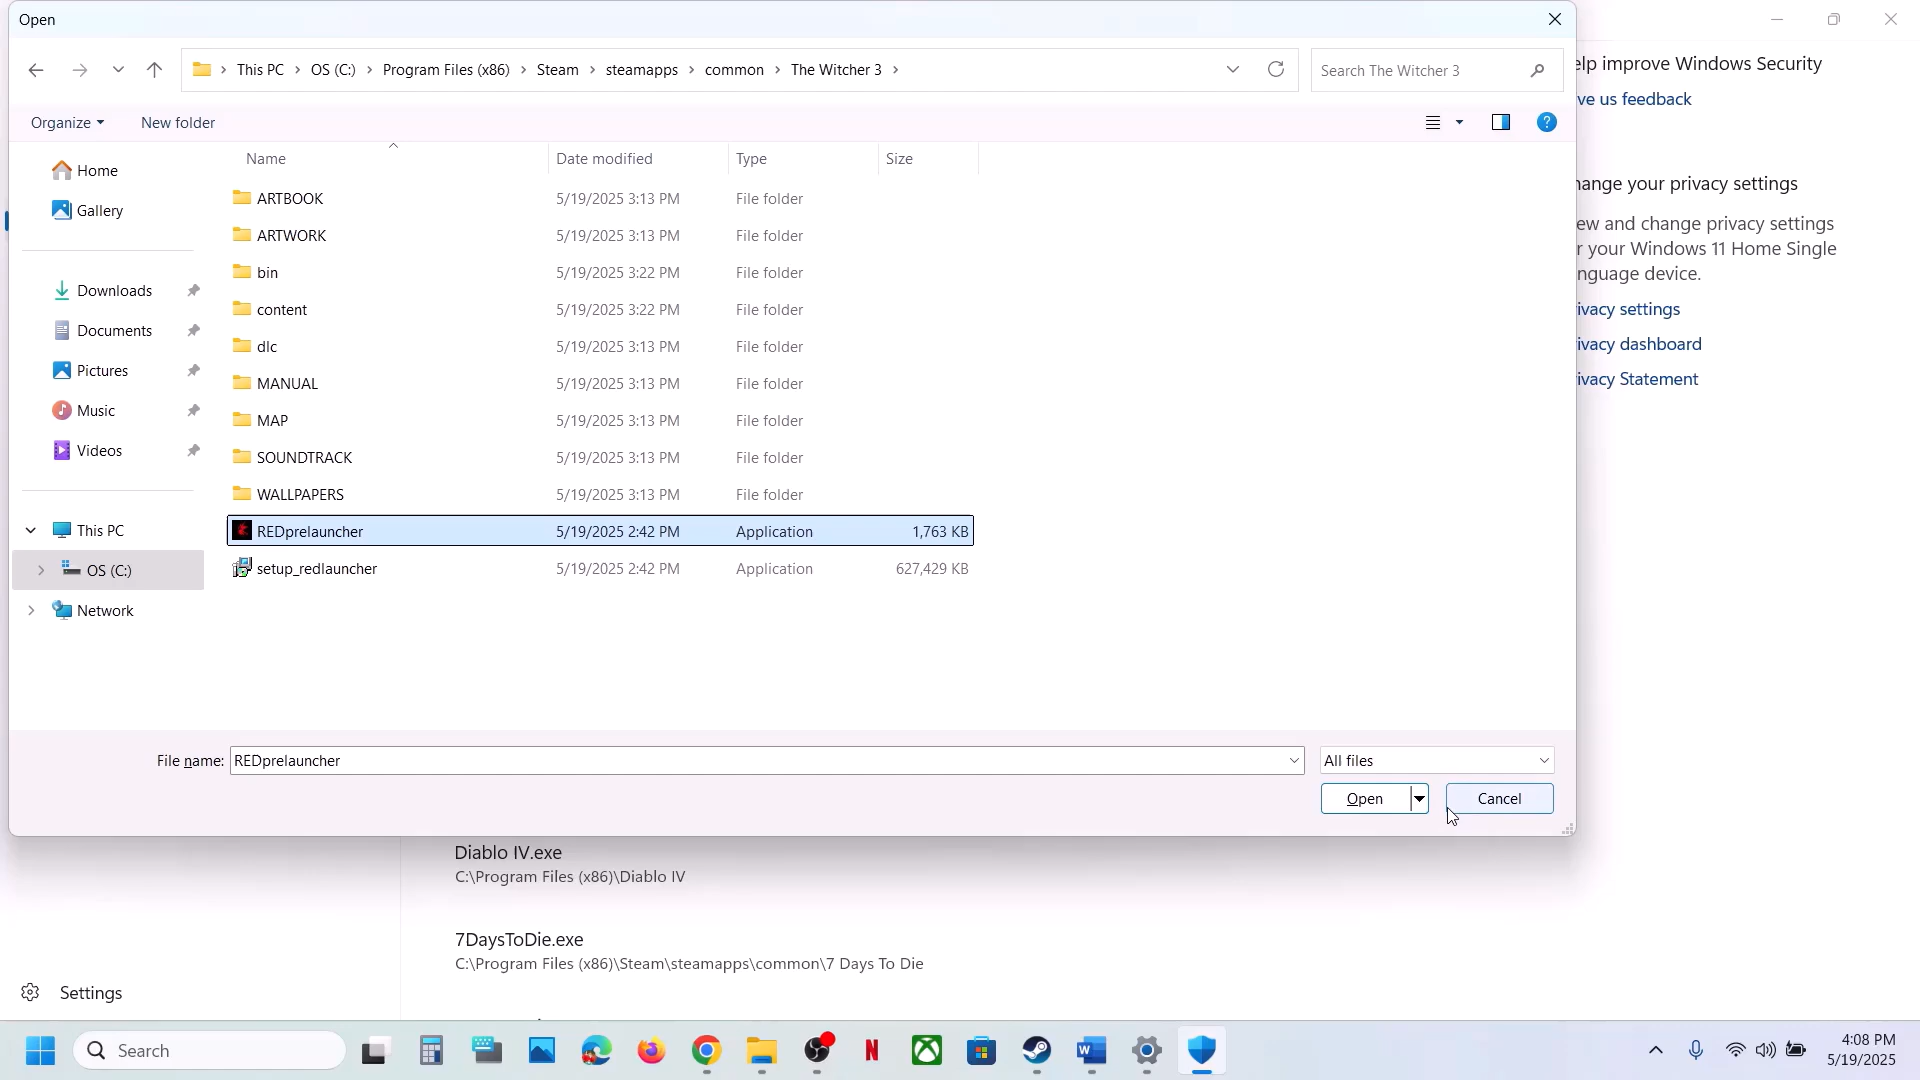 Open
This PC > OS (C:) > Program Files (x86) > Steam > steamapps > common > The Witcher 3 >
Search The Witcher 3
Organize
New folder
Home
Gallery
Downloads
Documents
Pictures
Music
Videos
This PC
OS (C:)
Network
Name Date modified Type Size
ARTBOOK 5/19/2025 3:13 PM File folder
ARTWORK 5/19/2025 3:13 PM File folder
bin 5/19/2025 3:22 PM File folder
content 5/19/2025 3:22 PM File folder
dlc 5/19/2025 3:13 PM File folder
MANUAL 5/19/2025 3:13 PM File folder
MAP 5/19/2025 3:13 PM File folder
SOUNDTRACK 5/19/2025 3:13 PM File folder
WALLPAPERS 5/19/2025 3:13 PM File folder
REDprelauncher 5/19/2025 2:42 PM Application 1,763 KB
setup_redlauncher 5/19/2025 2:42 PM Application 627,429 KB
File name: REDprelauncher
All files
Open
Cancel
elp improve Windows Security
ve us feedback
hange your privacy settings
ew and change privacy settings
r your Windows 11 Home Single
nguage device.
ivacy settings
ivacy dashboard
ivacy Statement
Diablo IV.exe
C:\Program Files (x86)\Diablo IV
7DaysToDie.exe
C:\Program Files (x86)\Steam\steamapps\common\7 Days To Die
Settings
Search
4:08 PM
5/19/2025